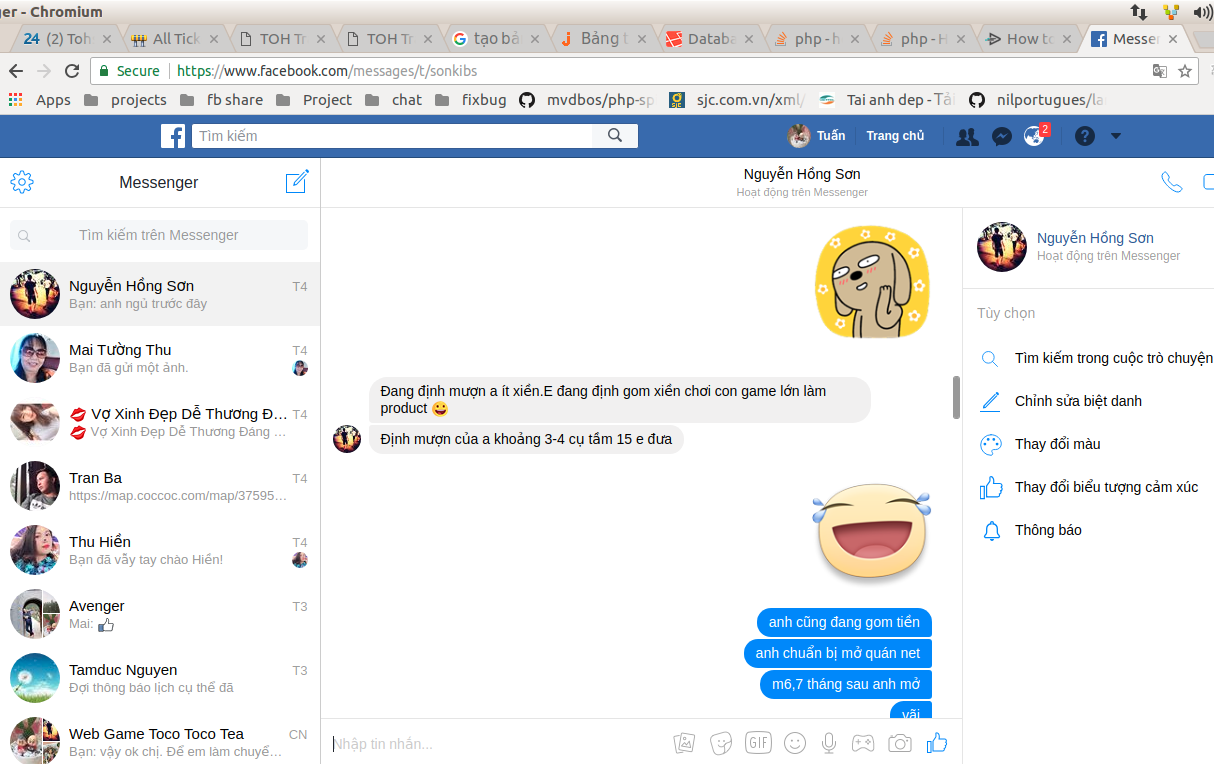 ger - Chromium
24 (2) Toh
All Tick
TOH Tr
TOH Tr
tạo bả
Bảng t
Datab
php - h
php - H
How to
Messer
Secure
https://www.facebook.com/messages/t/sonkibs
Apps
projects
fb share
Project
chat
fixbug
mvdbos/php-sp
sjc.com.vn/xml/
Tai anh dep - Tải
nilportugues/la
Tìm kiếm
Tuấn
Trang chủ
2
Messenger
Nguyễn Hồng Sơn
Hoạt động trên Messenger
Tìm kiếm trên Messenger
Nguyễn Hồng Sơn
T4
Bạn: anh ngủ trước đây
Mai Tường Thu
T4
Bạn đã gửi một ảnh.
Vợ Xinh Đẹp Dễ Thương Đ...
T4
Vợ Xinh Đẹp Dễ Thương Đáng ...
Tran Ba
T4
https://map.coccoc.com/map/37595...
Thu Hiền
T4
Bạn đã vẫy tay chào Hiền!
Avenger
T3
Mai:
Tamduc Nguyen
T3
Đợi thông báo lịch cụ thể đã
Web Game Toco Toco Tea
CN
Bạn: vậy ok chị. Để em làm chuyể...
Đang định mượn a ít xiền.E đang định gom xiền chơi con game lớn làm
product 😀
Định mượn của a khoảng 3-4 cụ tầm 15 e đưa
anh cũng đang gom tiền
anh chuẩn bị mở quán net
m6,7 tháng sau anh mở
vãi
Nhập tin nhắn...
GIF
Nguyễn Hồng Sơn
Hoạt động trên Messenger
Tùy chọn
Tìm kiếm trong cuộc trò chuyện
Chỉnh sửa biệt danh
Thay đổi màu
Thay đổi biểu tượng cảm xúc
Thông báo